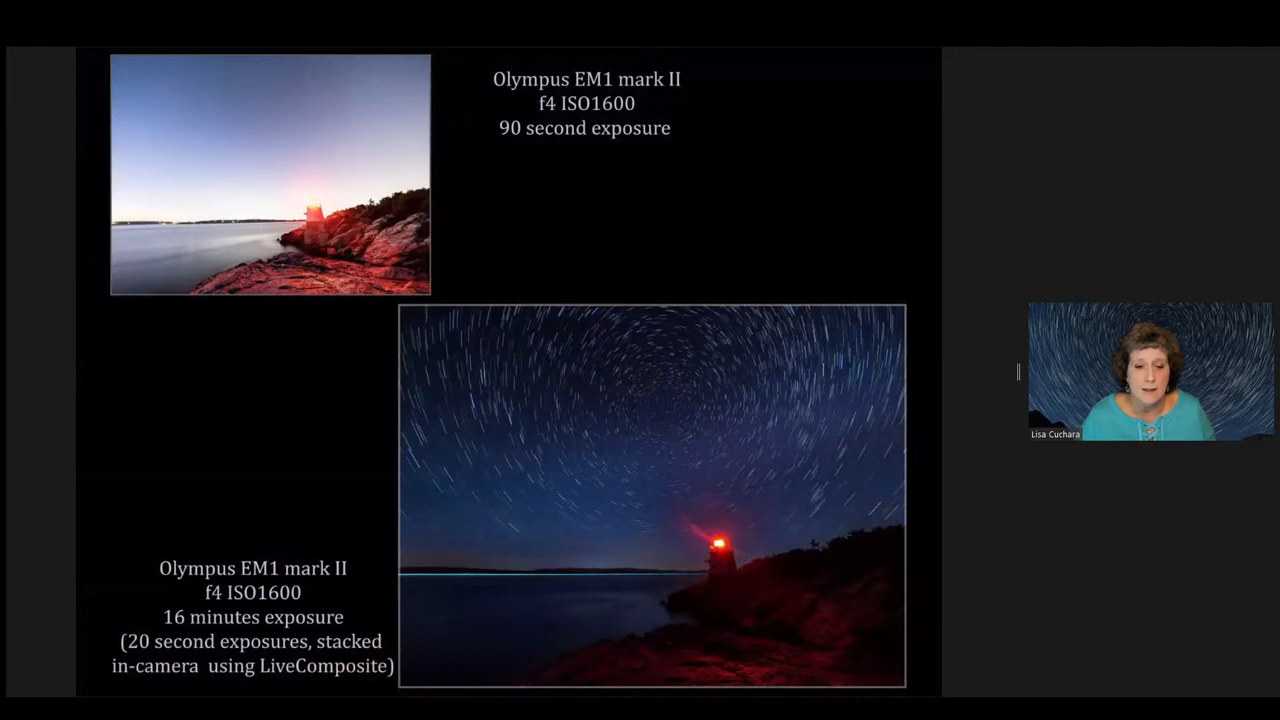 Olympus EM1 mark II
f4 ISO1600
90 second exposure
Olympus EM1 mark II
f4 ISO1600
16 minutes exposure
(20 second exposures, stacked
in-camera using LiveComposite)
Lisa Cuchara